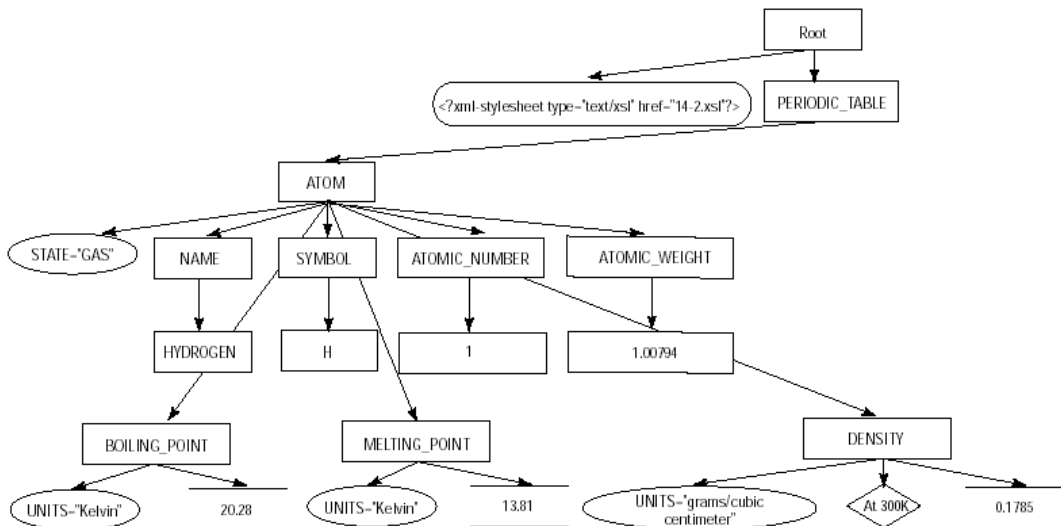 Root
<?xml-stylesheet type="text/xsl" href="14-2.xsl"?>
PERIODIC_TABLE
ATOM
STATE="GAS"
NAME
SYMBOL
ATOMIC_NUMBER
ATOMIC_WEIGHT
HYDROGEN
H
1
1.00794
BOILING_POINT
MELTING_POINT
DENSITY
UNITS="Kelvin"
20.28
UNITS="Kelvin"
13.81
UNITS="grams/cubic
centimeter"
At 300K
0.1785